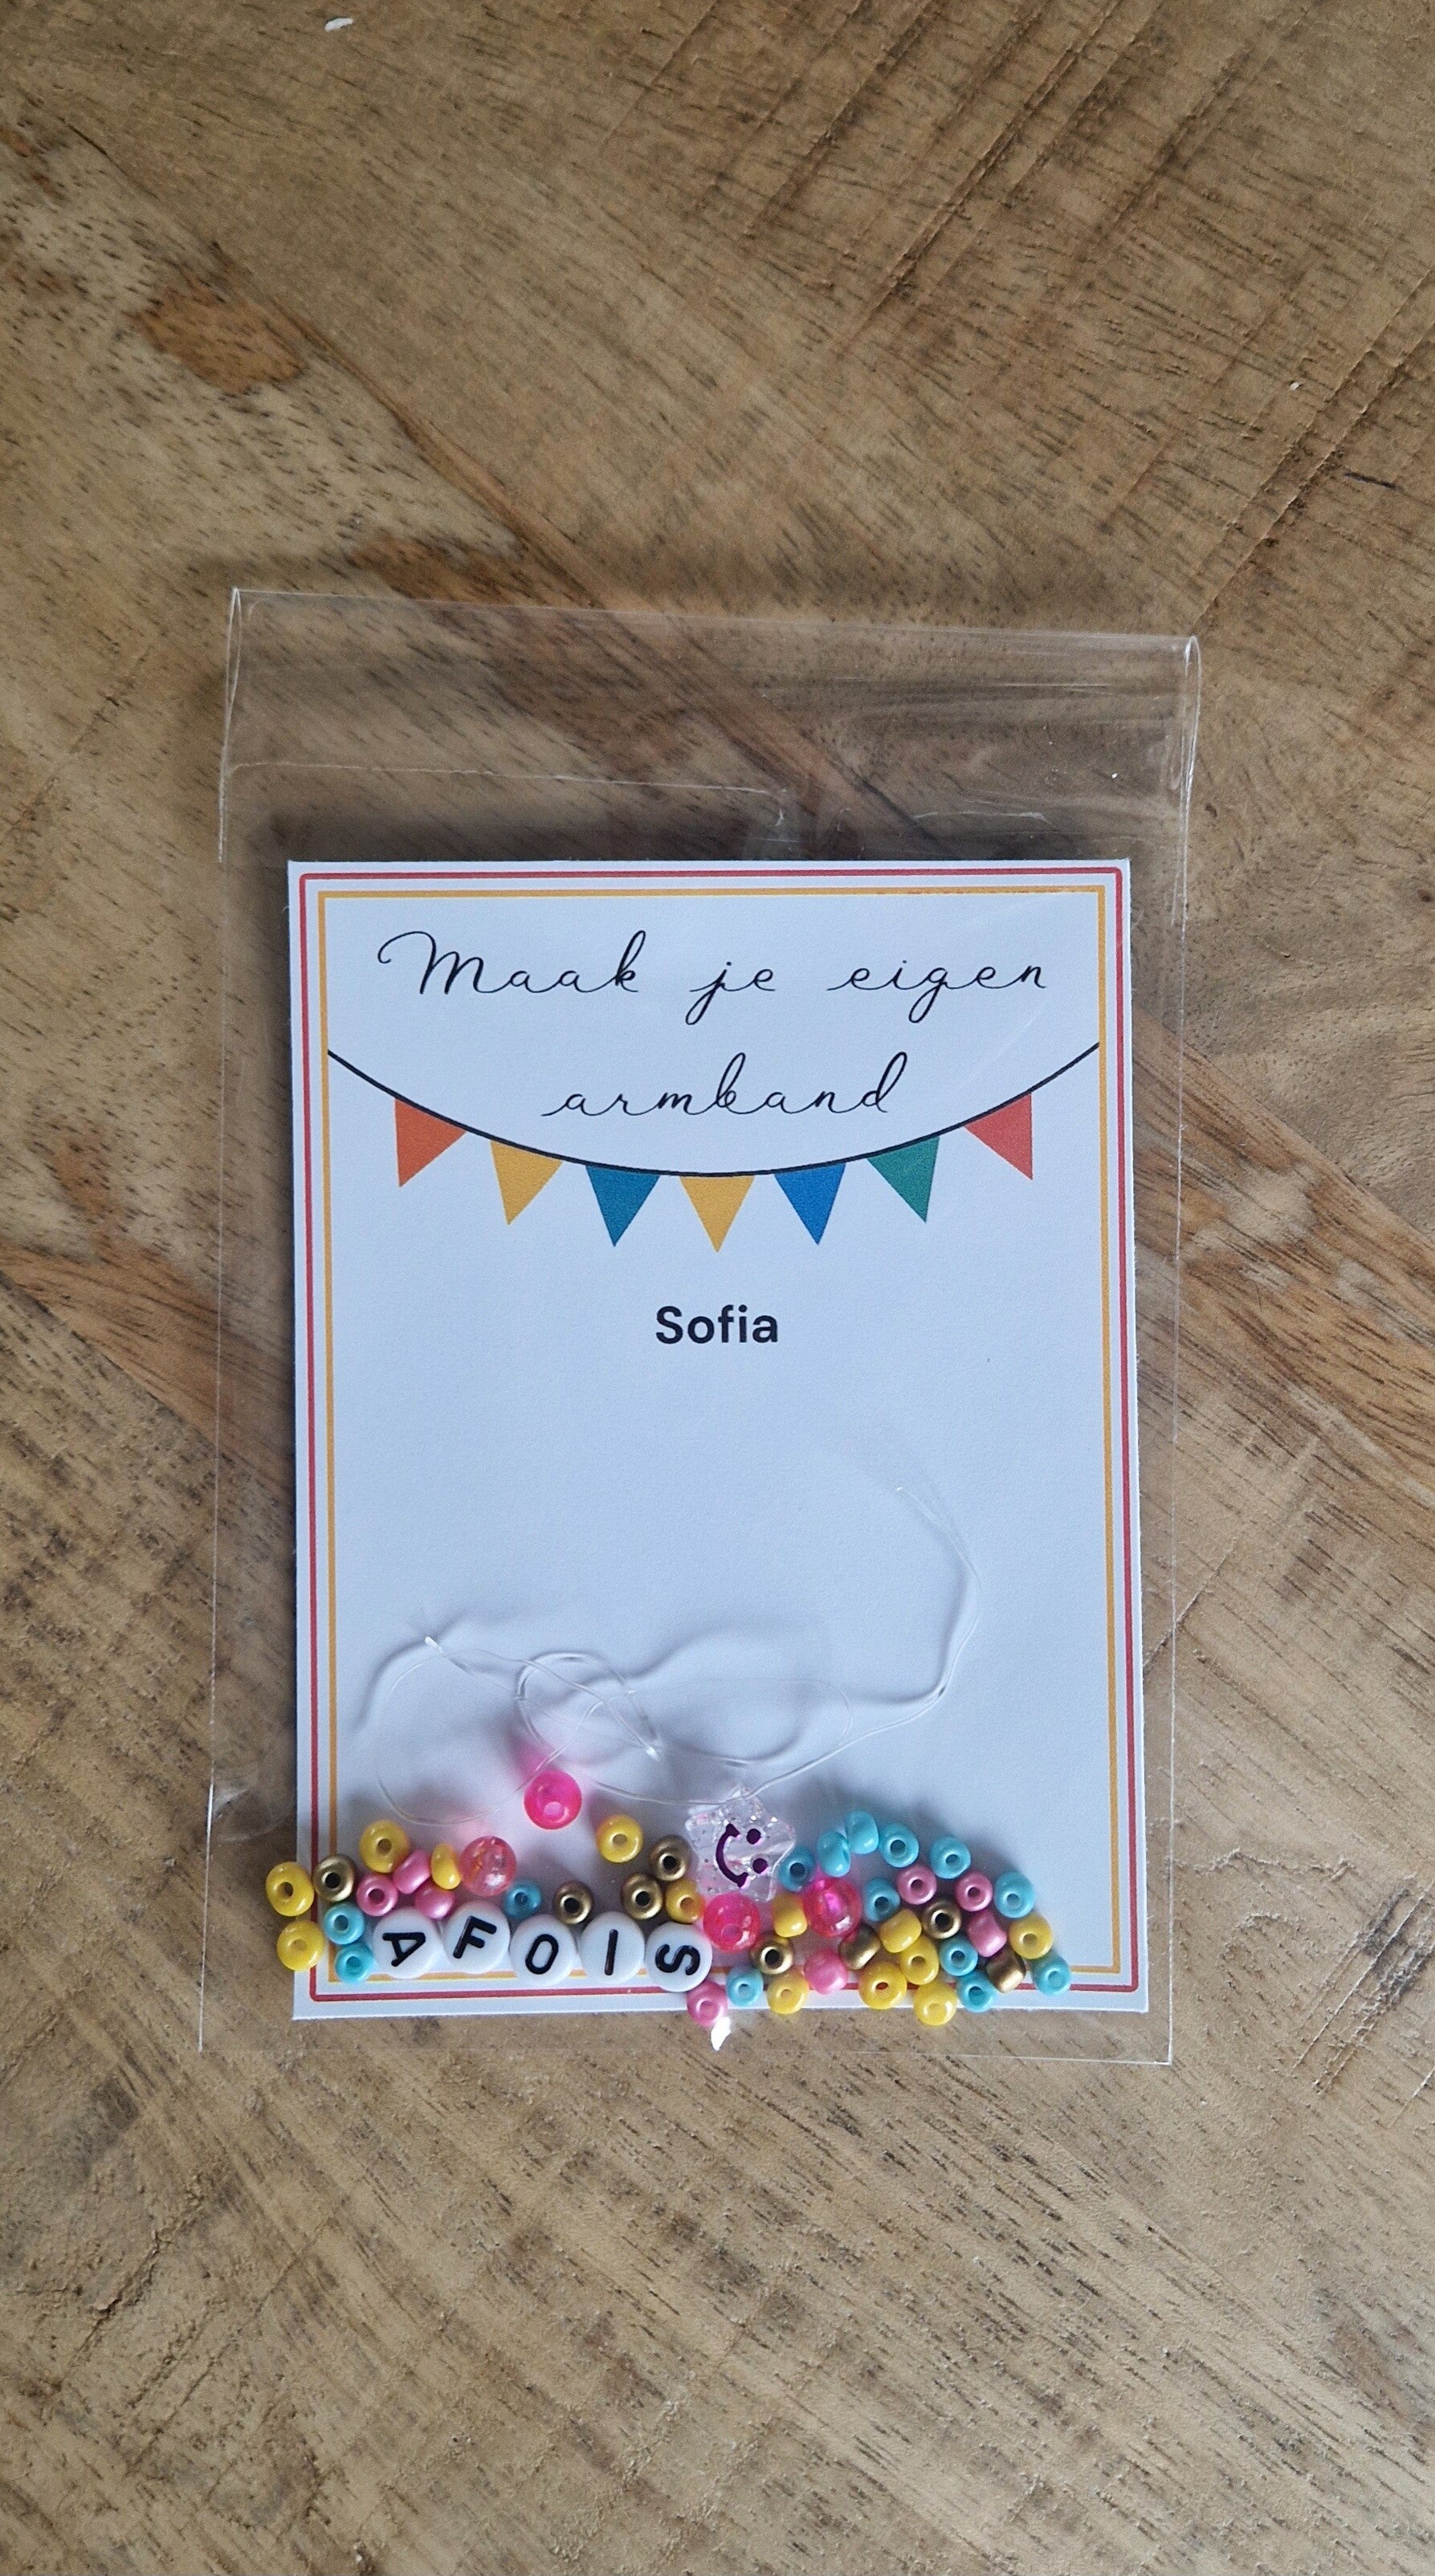 Maak je eigen
armband
Sofia
AFOIS